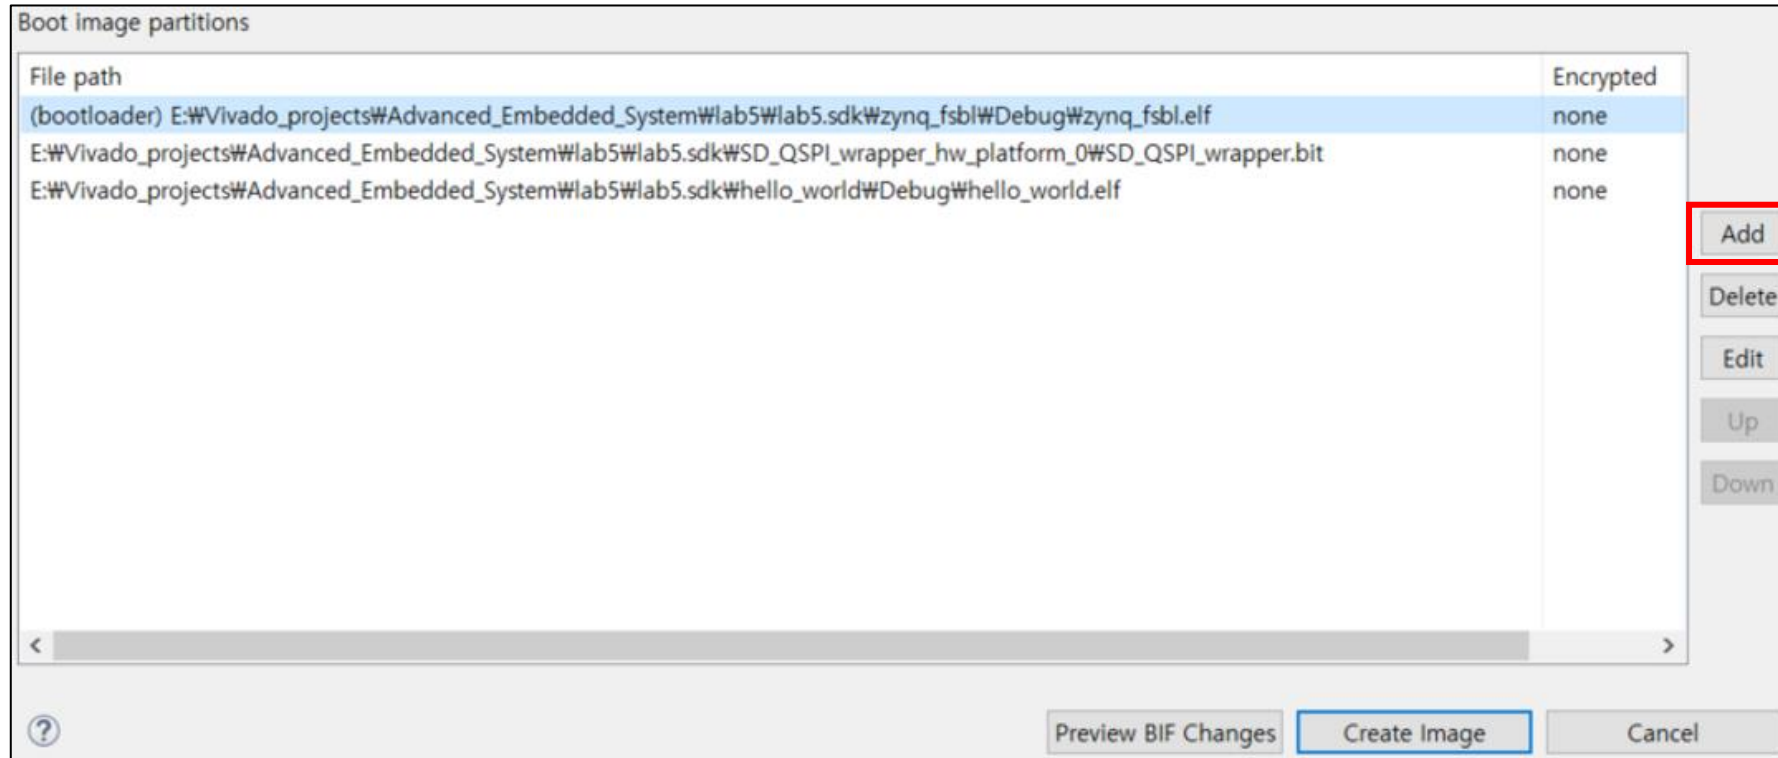 Boot image partitions
File path Encrypted
(bootloader) E:₩Vivado_projects₩Advanced_Embedded_System₩lab5₩lab5.sdk₩zynq_fsbl₩Debug₩zynq_fsbl.elf none
E:₩Vivado_projects₩Advanced_Embedded_System₩lab5₩lab5.sdk₩SD_QSPI_wrapper_hw_platform_0₩SD_QSPI_wrapper.bit none
E:₩Vivado_projects₩Advanced_Embedded_System₩lab5₩lab5.sdk₩hello_world₩Debug₩hello_world.elf none
Add
Delete
Edit
Up
Down
Preview BIF Changes Create Image Cancel